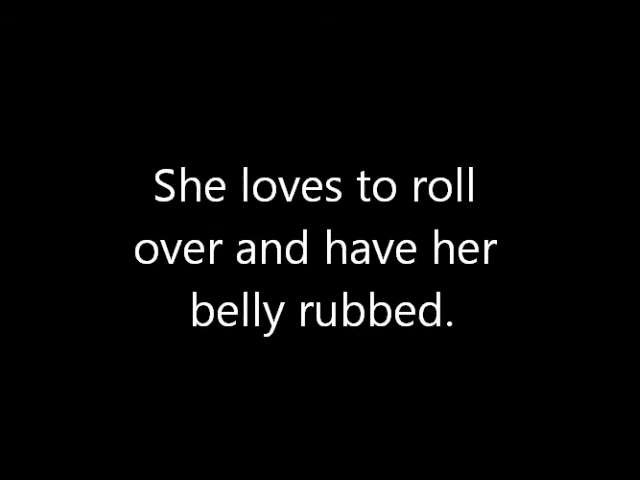 She loves to roll
over and have her
belly rubbed.